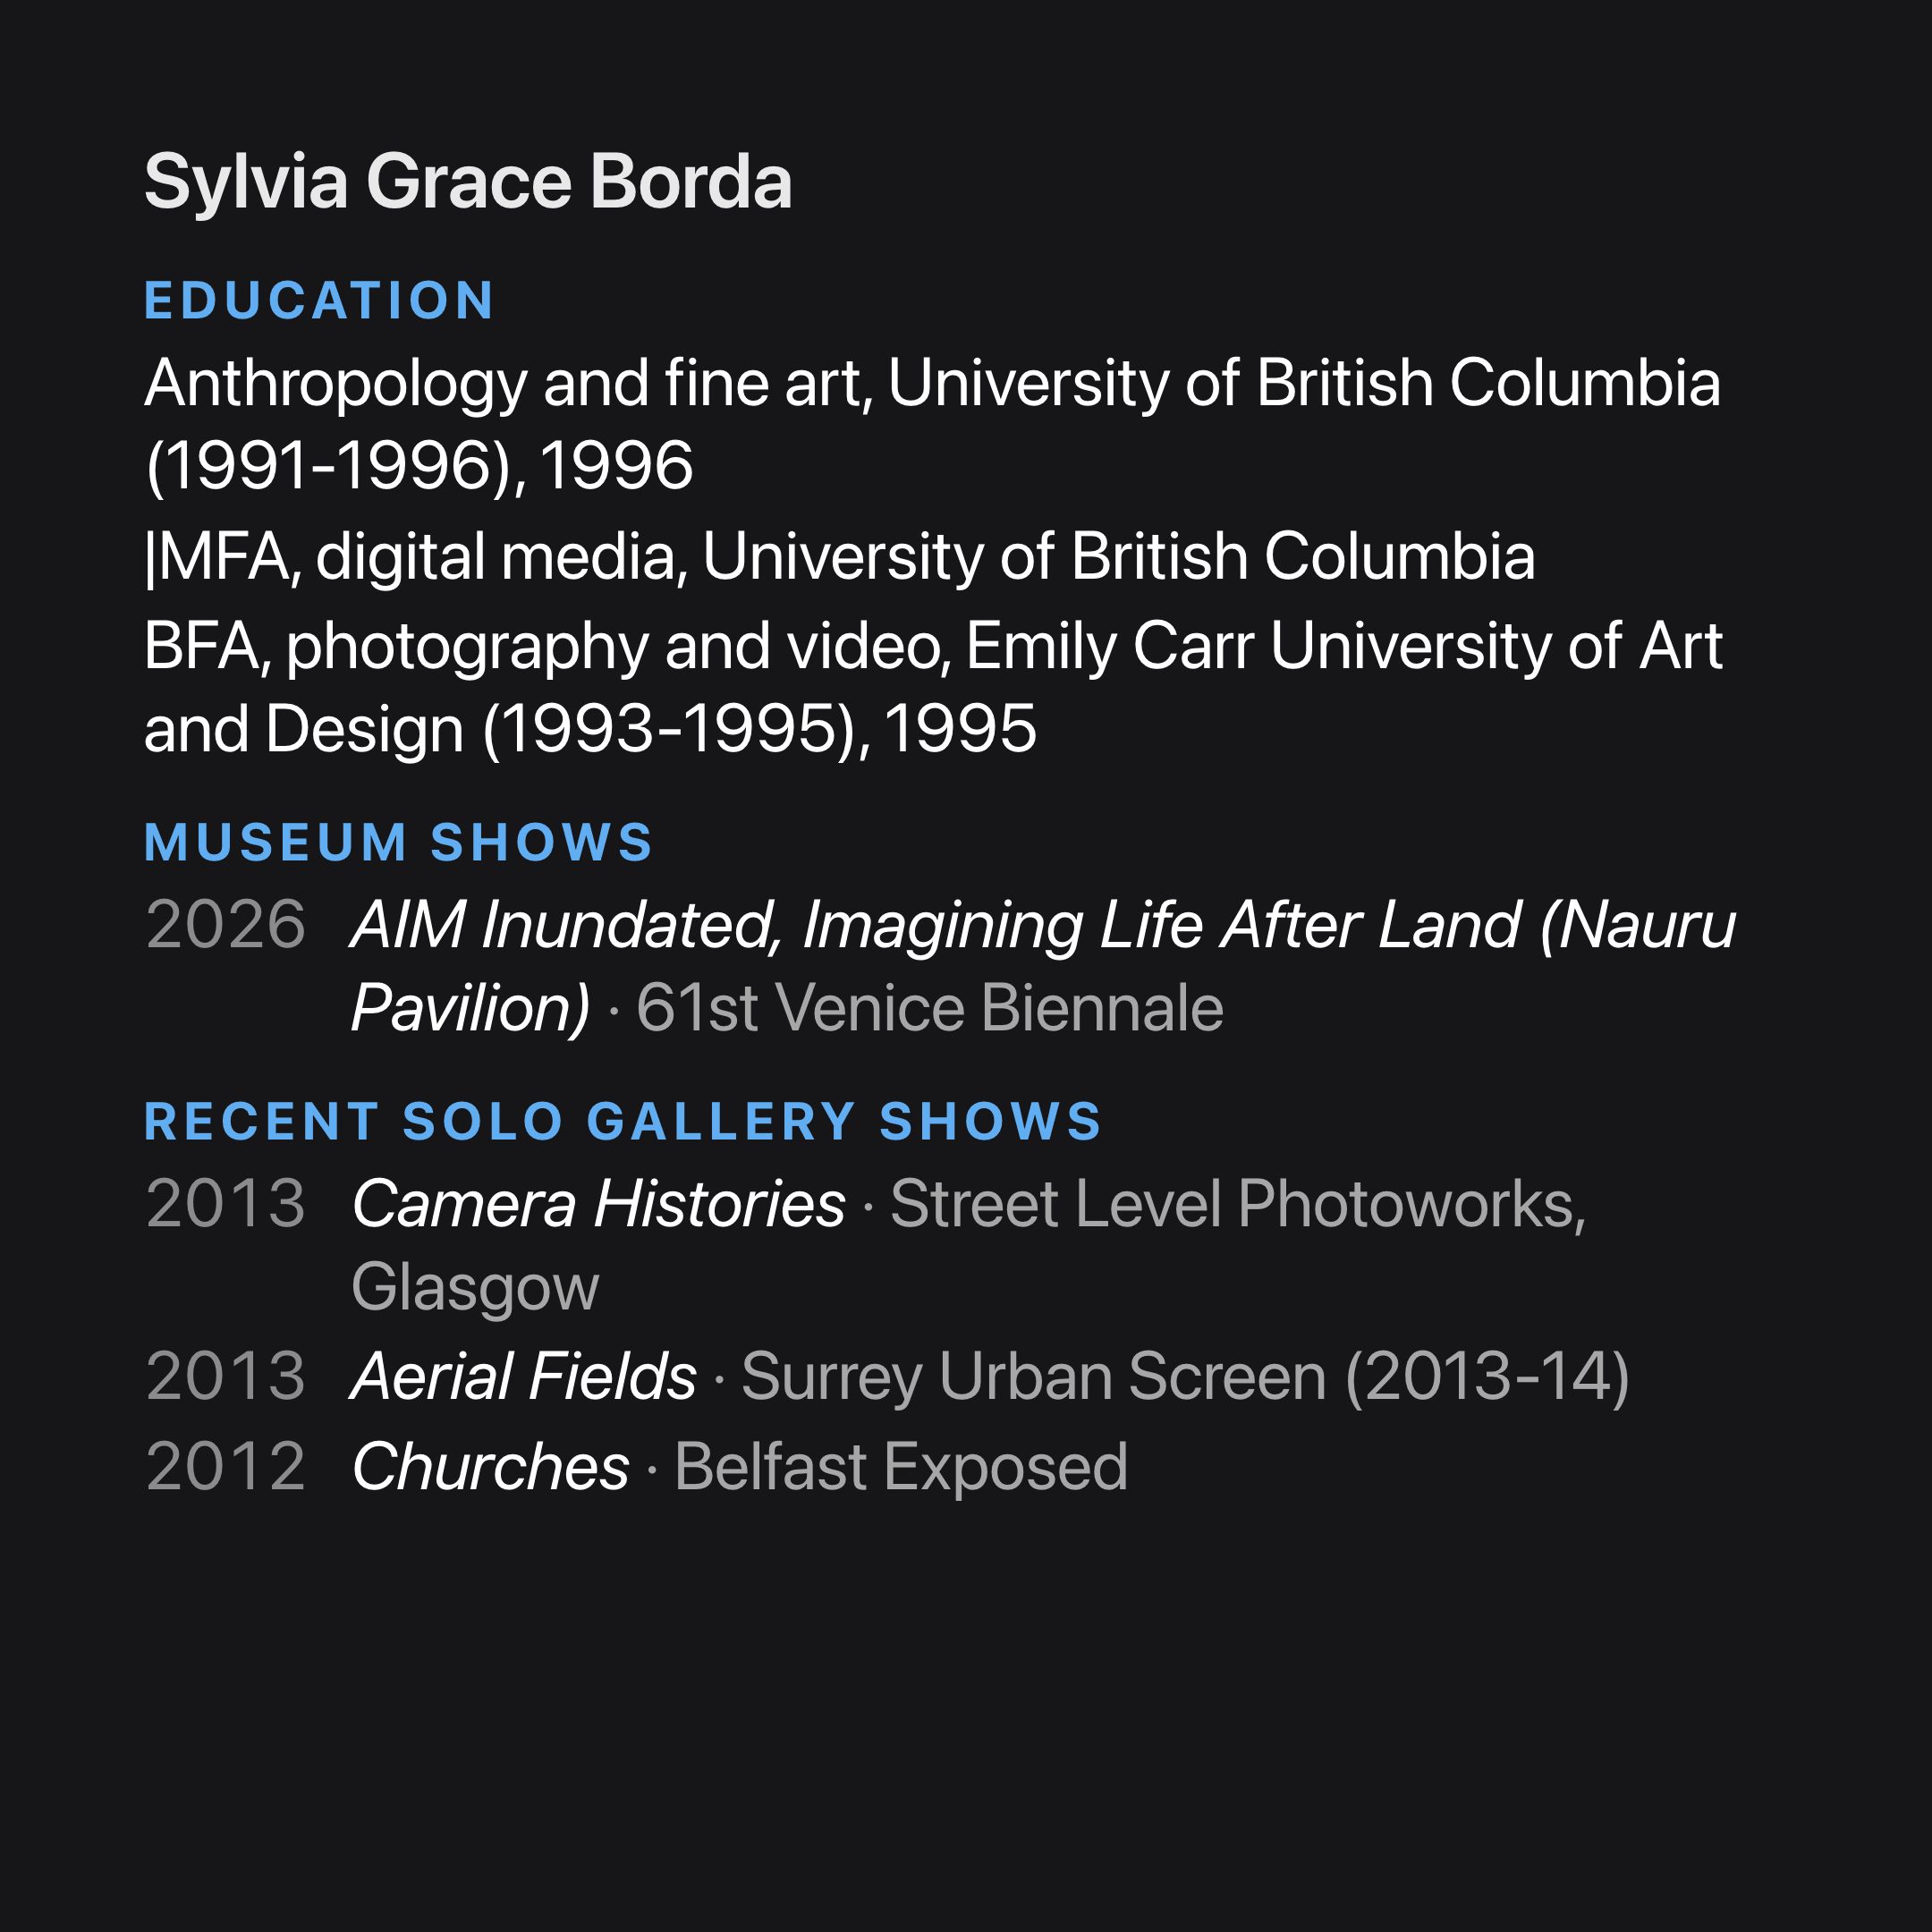 Sylvia Grace Borda
EDUCATION
Anthropology and fine art, University of British Columbia
(1991-1996), 1996
|MFA, digital media, University of British Columbia
BFA, photography and video, Emily Carr University of Art
and Design (1993-1995), 1995
MUSEUM SHOWS
2026 AIM Inundated, Imagining Life After Land (Nauru
Pavilion) · 61st Venice Biennale
RECENT SOLO GALLERY SHOWS
2013 Camera Histories · Street Level Photoworks,
Glasgow
2013 Aerial Fields · Surrey Urban Screen (2013-14)
2012 Churches · Belfast Exposed